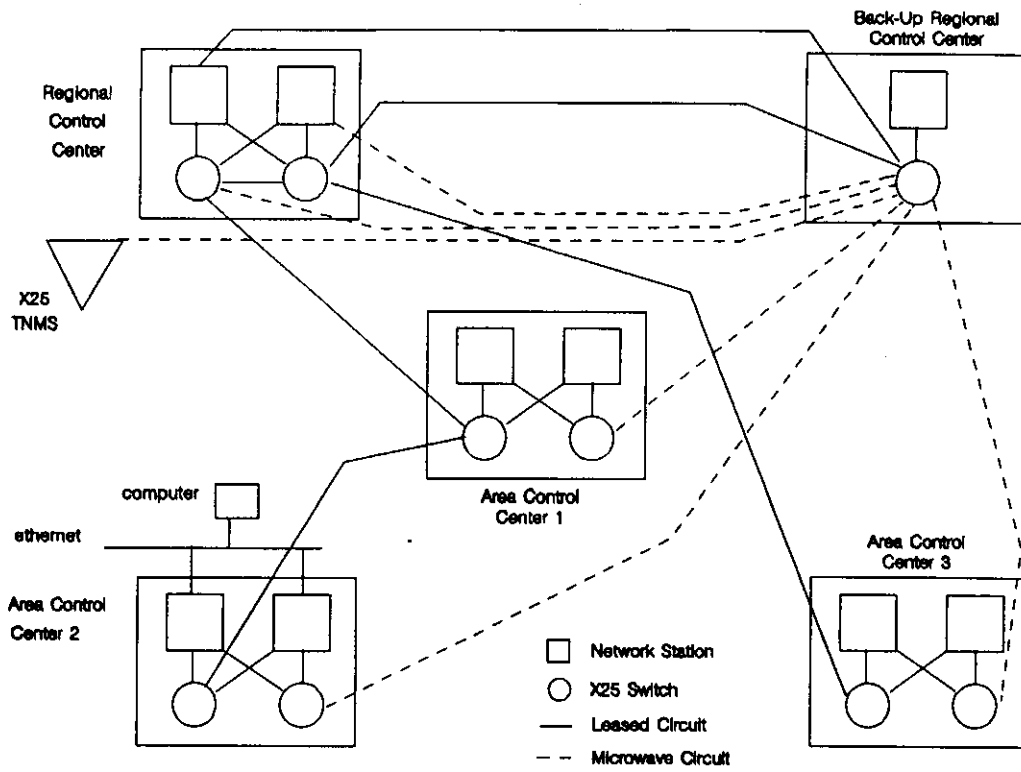 Back-Up Regional
Control Center
Regional
Control
Center
X25
TNMS
Area Control
Center 1
computer
ethernet
Area Control
Center 2
Area Control
Center 3
Network Station
X25 Switch
Leased Circuit
Microwave Circuit